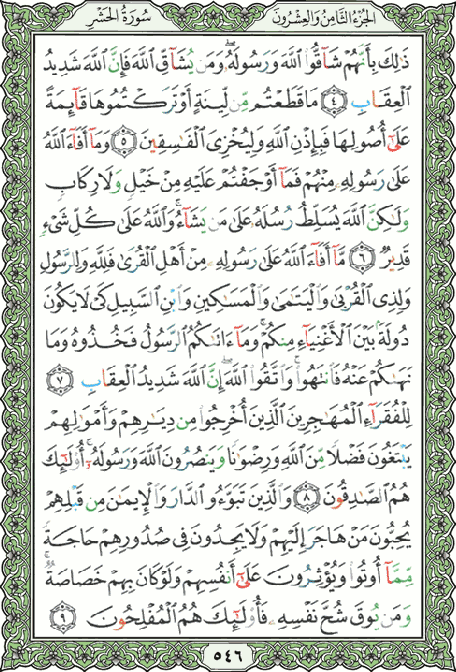 الجُزءُ الثَّامِنُ وَالعِشْرُونَ سُورَةُ الحَشْرِ
ذَٰلِكَ بِأَنَّهُمْ شَاقُّوا۟ ٱللَّهَ وَرَسُولَهُۥ ۖ وَمَن يُشَآقِّ ٱللَّهَ فَإِنَّ ٱللَّهَ شَدِيدُ
ٱلْعِقَابِ ٤ مَا قَطَعْتُم مِّن لِّينَةٍ أَوْ تَرَكْتُمُوهَا قَآئِمَةً
عَلَىٰٓ أُصُولِهَا فَبِإِذْنِ ٱللَّهِ وَلِيُخْزِىَ ٱلْفَٰسِقِينَ ٥ وَمَآ أَفَآءَ ٱللَّهُ
عَلَىٰ رَسُولِهِۦ مِنْهُمْ فَمَآ أَوْجَفْتُمْ عَلَيْهِ مِنْ خَيْلٍ وَلَا رِكَابٍ
وَلَٰكِنَّ ٱللَّهَ يُسَلِّطُ رُسُلَهُۥ عَلَىٰ مَن يَشَآءُ ۚ وَٱللَّهُ عَلَىٰ كُلِّ شَىْءٍ
قَدِيرٌ ٦ مَّآ أَفَآءَ ٱللَّهُ عَلَىٰ رَسُولِهِۦ مِنْ أَهْلِ ٱلْقُرَىٰ فَلِلَّهِ وَلِلرَّسُولِ
وَلِذِى ٱلْقُرْبَىٰ وَٱلْيَتَٰمَىٰ وَٱلْمَسَٰكِينِ وَٱبْنِ ٱلسَّبِيلِ كَىْ لَا يَكُونَ
دُولَةًۢ بَيْنَ ٱلْأَغْنِيَآءِ مِنكُمْ ۚ وَمَآ ءَاتَىٰكُمُ ٱلرَّسُولُ فَخُذُوهُ وَمَا
نَهَىٰكُمْ عَنْهُ فَٱنتَهُوا۟ ۚ وَٱتَّقُوا۟ ٱللَّهَ ۖ إِنَّ ٱللَّهَ شَدِيدُ ٱلْعِقَابِ ٧
لِلْفُقَرَآءِ ٱلْمُهَٰجِرِينَ ٱلَّذِينَ أُخْرِجُوا۟ مِن دِيَٰرِهِمْ وَأَمْوَٰلِهِمْ
يَبْتَغُونَ فَضْلًا مِّنَ ٱللَّهِ وَرِضْوَٰنًا وَيَنصُرُونَ ٱللَّهَ وَرَسُولَهُۥٓ ۚ أُو۟لَٰٓئِكَ
هُمُ ٱلصَّٰدِقُونَ ٨ وَٱلَّذِينَ تَبَوَّءُو ٱلدَّارَ وَٱلْإِيمَٰنَ مِن قَبْلِهِمْ
يُحِبُّونَ مَنْ هَاجَرَ إِلَيْهِمْ وَلَا يَجِدُونَ فِى صُدُورِهِمْ حَاجَةً
مِّمَّآ أُوتُوا۟ وَيُؤْثِرُونَ عَلَىٰٓ أَنفُسِهِمْ وَلَوْ كَانَ بِهِمْ خَصَاصَةٌ ۚ
وَمَن يُوقَ شُحَّ نَفْسِهِۦ فَأُو۟لَٰٓئِكَ هُمُ ٱلْمُفْلِحُونَ ٩
٥٤٦